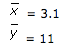 x̅ = 3.1
y̅ = 11